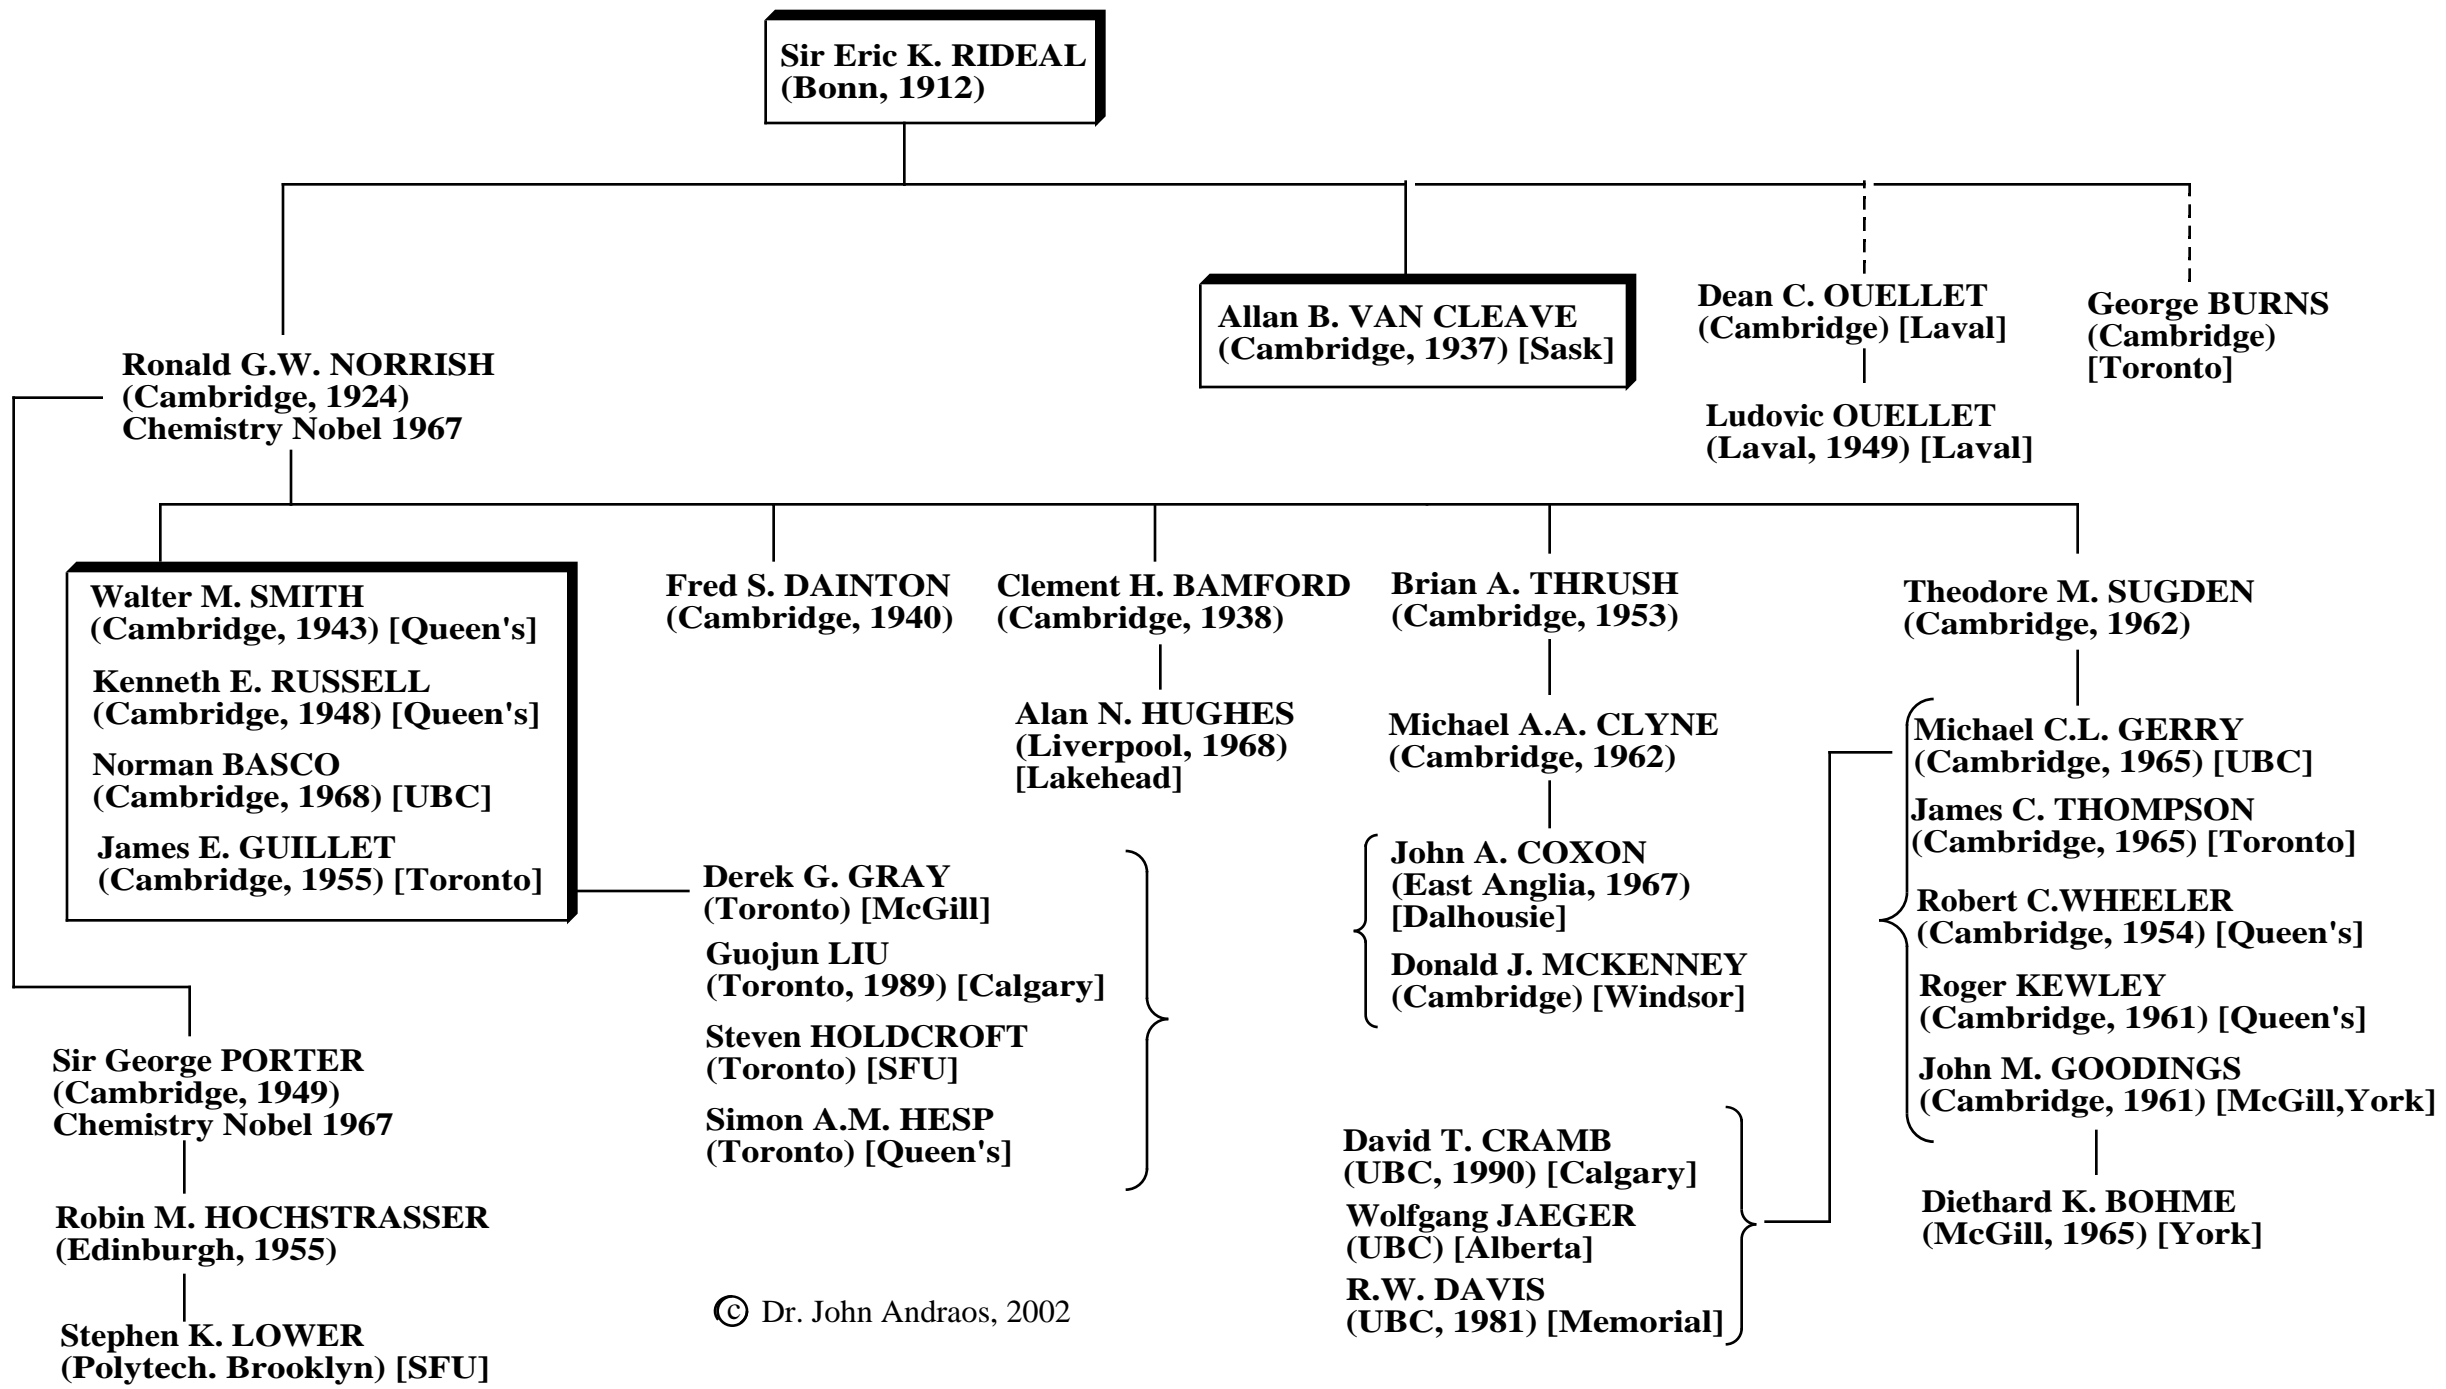 Sir Eric K. RIDEAL
(Bonn, 1912)
Ronald G.W. NORRISH
(Cambridge, 1924)
Chemistry Nobel 1967
Allan B. VAN CLEAVE
(Cambridge, 1937) [Sask]
Dean C. OUELLET
(Cambridge) [Laval]
Ludovic OUELLET
(Laval, 1949) [Laval]
George BURNS
(Cambridge)
[Toronto]
Walter M. SMITH
(Cambridge, 1943) [Queen's]
Kenneth E. RUSSELL
(Cambridge, 1948) [Queen's]
Norman BASCO
(Cambridge, 1968) [UBC]
James E. GUILLET
(Cambridge, 1955) [Toronto]
Fred S. DAINTON
(Cambridge, 1940)
Clement H. BAMFORD
(Cambridge, 1938)
Alan N. HUGHES
(Liverpool, 1968)
[Lakehead]
Brian A. THRUSH
(Cambridge, 1953)
Michael A.A. CLYNE
(Cambridge, 1962)
John A. COXON
(East Anglia, 1967)
[Dalhousie]
Donald J. MCKENNEY
(Cambridge) [Windsor]
Theodore M. SUGDEN
(Cambridge, 1962)
Michael C.L. GERRY
(Cambridge, 1965) [UBC]
James C. THOMPSON
(Cambridge, 1965) [Toronto]
Robert C.WHEELER
(Cambridge, 1954) [Queen's]
Roger KEWLEY
(Cambridge, 1961) [Queen's]
John M. GOODINGS
(Cambridge, 1961) [McGill,York]
Diethard K. BOHME
(McGill, 1965) [York]
Derek G. GRAY
(Toronto) [McGill]
Guojun LIU
(Toronto, 1989) [Calgary]
Steven HOLDCROFT
(Toronto) [SFU]
Simon A.M. HESP
(Toronto) [Queen's]
David T. CRAMB
(UBC, 1990) [Calgary]
Wolfgang JAEGER
(UBC) [Alberta]
R.W. DAVIS
(UBC, 1981) [Memorial]
Sir George PORTER
(Cambridge, 1949)
Chemistry Nobel 1967
Robin M. HOCHSTRASSER
(Edinburgh, 1955)
Stephen K. LOWER
(Polytech. Brooklyn) [SFU]
© Dr. John Andraos, 2002